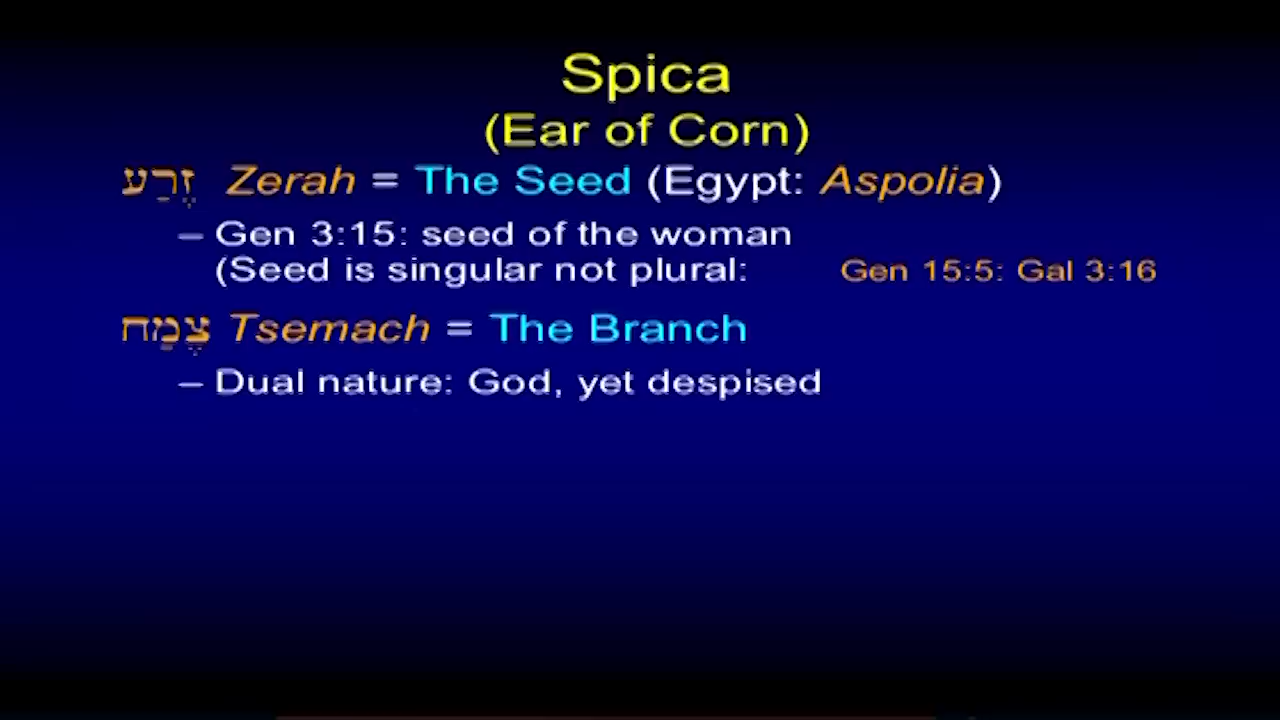 Spica
(Ear of Corn)
זֶרַע Zerah = The Seed (Egypt: Aspolia)
– Gen 3:15: seed of the woman
(Seed is singular not plural: Gen 15:5: Gal 3:16
צֶמַח Tsemach = The Branch
– Dual nature: God, yet despised